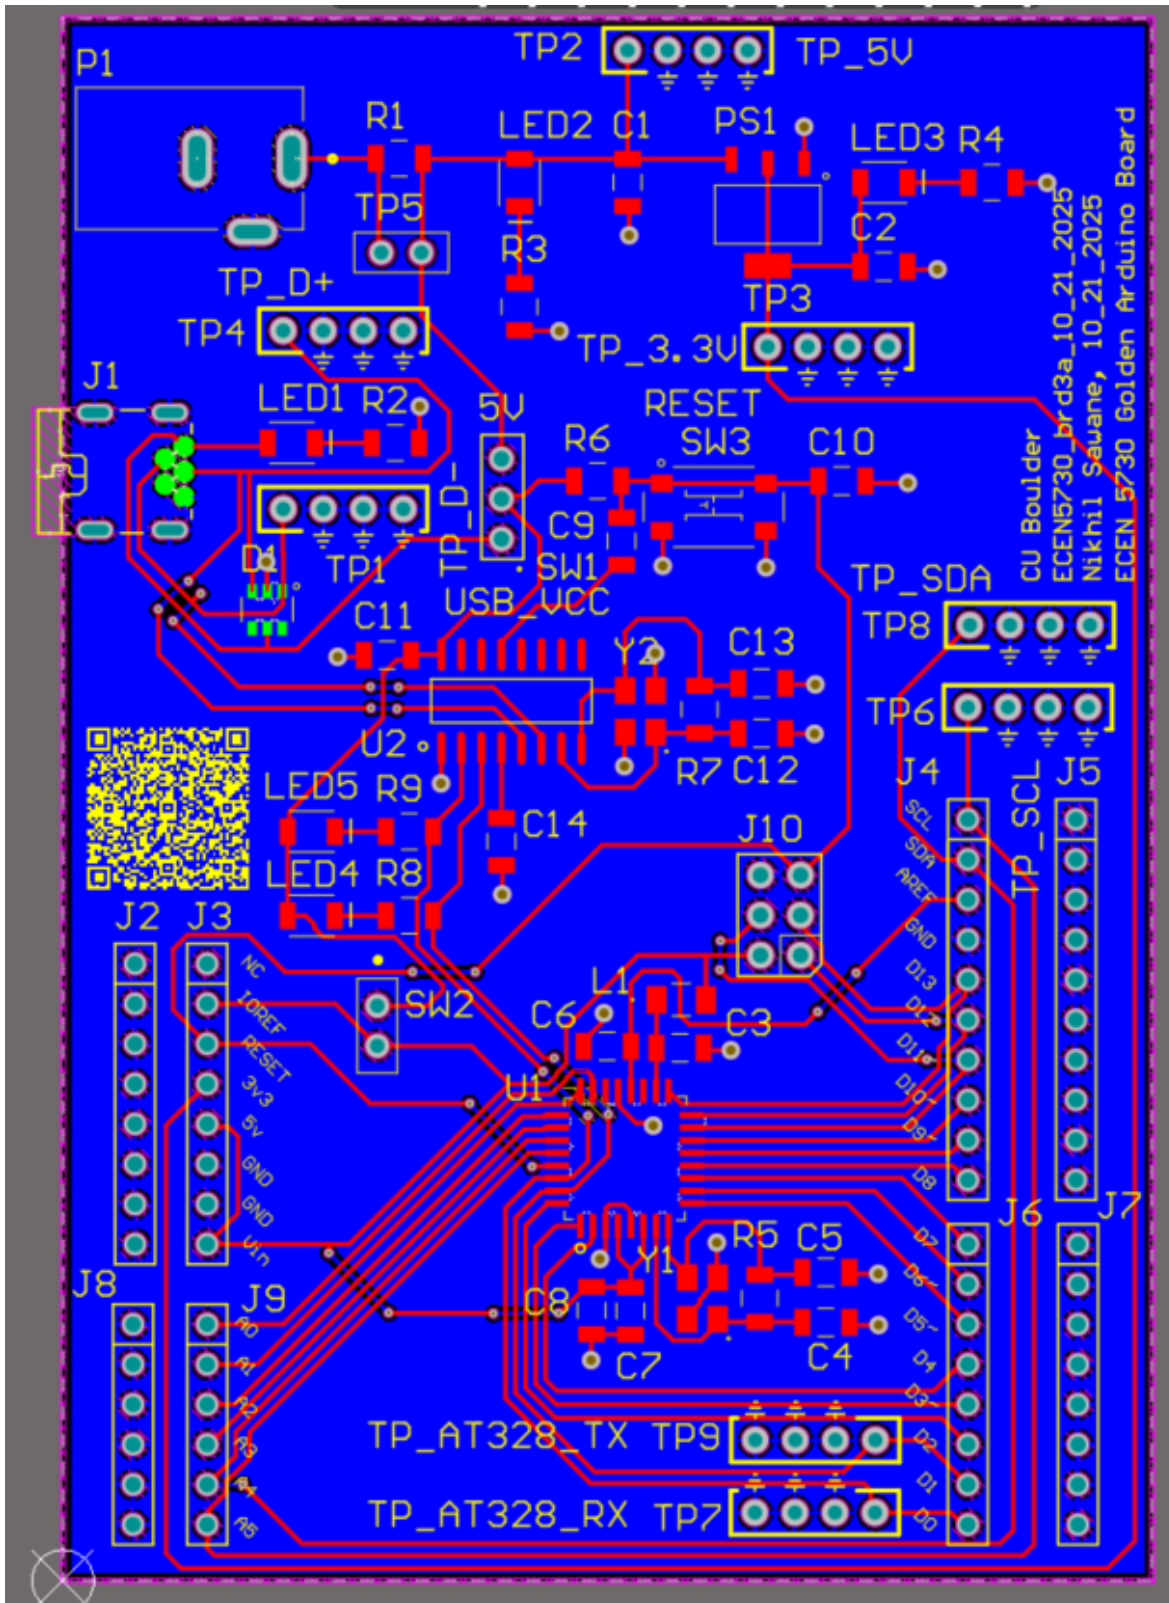 TP2
TP_5V
P1
R1
LED2
C1
PS1
LED3
R4
TP5
R3
C2
TP_D+
TP4
TP3
TP_3.3V
J1
LED1
R2
5V
RESET
SW3
R6
C10
CU Boulder
ECEN5730_brd3a_10_21_2025
Nikhil Sawane, 10_21_2025
ECEN 5730 Golden Arduino Board
TP_D-
C9
D1
TP1
SW1
USB_VCC
C11
Y2
C13
TP_SDA
TP8
TP6
U2
R7
C12
J4
J5
TP_SCL
LED5
R9
C14
J10
LED4
R8
SCL
SDA
AREF
GND
D13
D12
D11~
D10~
D9~
D8
J2
J3
NC
IOREF
RESET
3v3
5v
GND
GND
Vin
SW2
L1
C6
C3
U1
J6
J7
D7
D6~
D5~
D4
D3~
D2
D1
D0
J8
J9
A0
A1
A2
A3
A5
R5
C5
Y1
C8
C7
C4
TP_AT328_TX
TP9
TP_AT328_RX
TP7